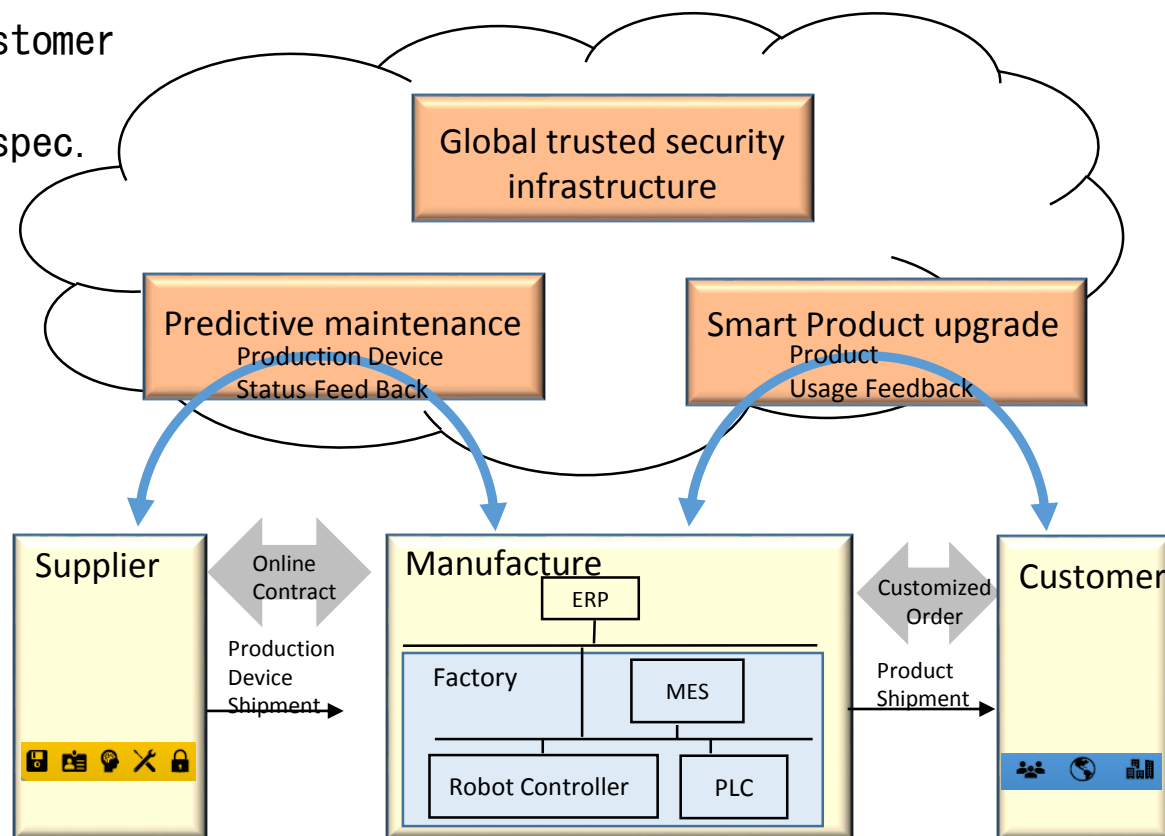 stomer
spec.
Global trusted security
infrastructure
Predictive maintenance
Production Device
Status Feed Back
Smart Product upgrade
Product
Usage Feedback
Supplier
Online
Contract
Production
Device
Shipment
Manufacture
ERP
Factory
MES
Robot Controller
PLC
Customized
Order
Product
Shipment
Customer